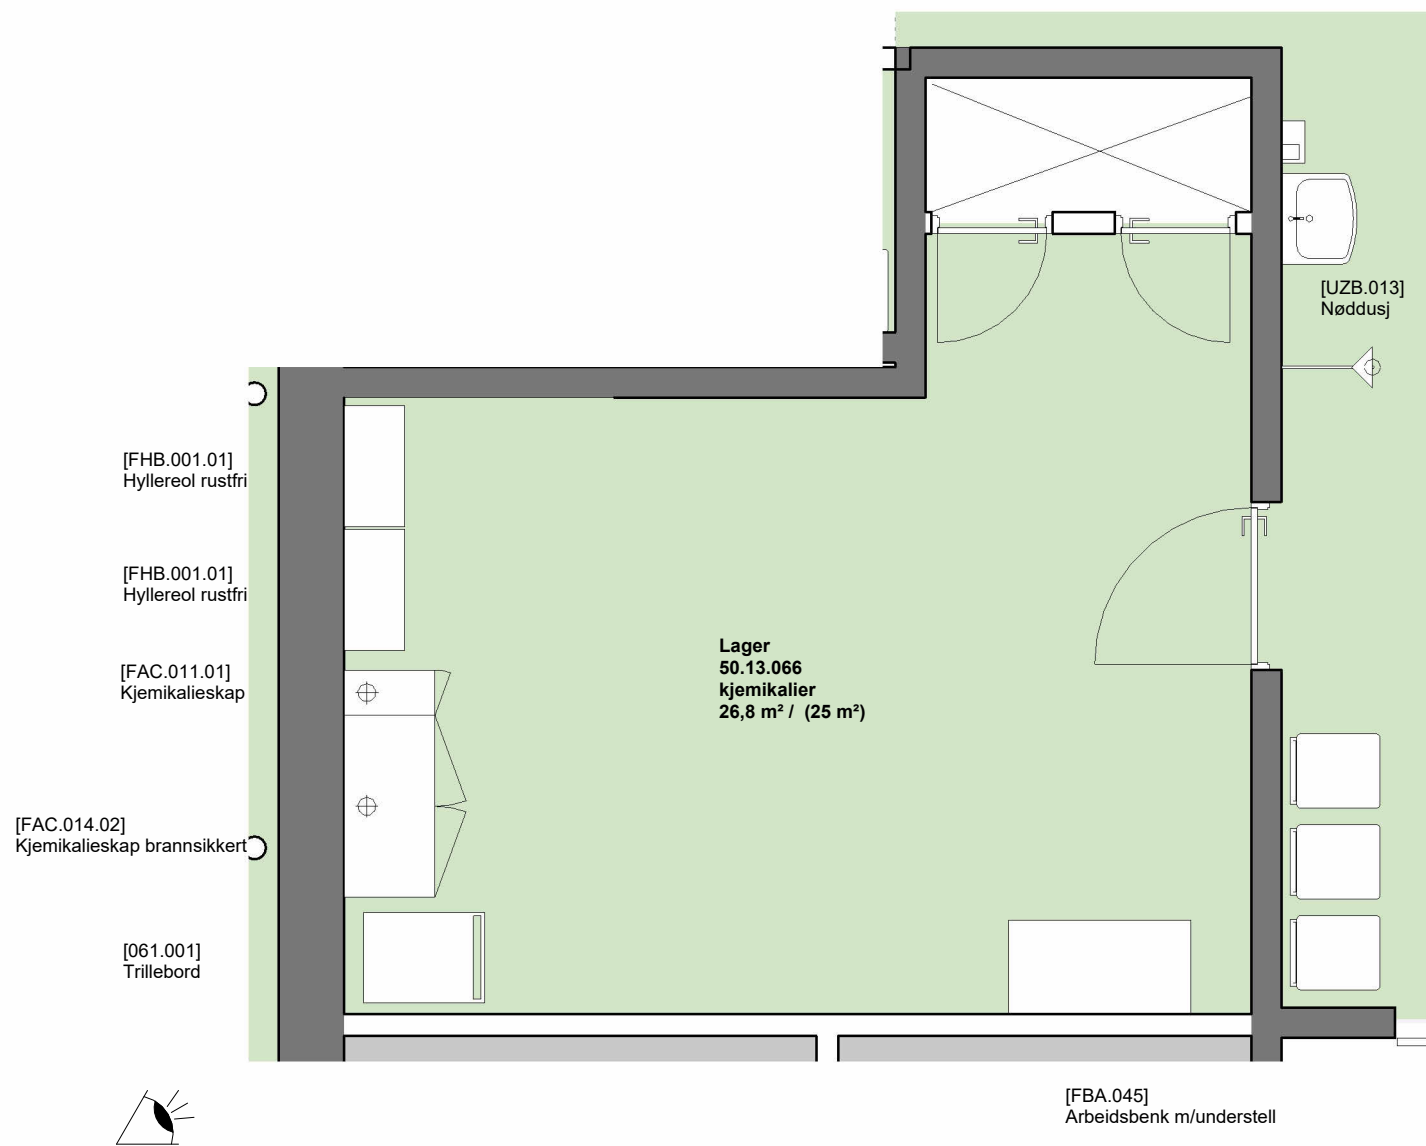 [UZB.013]
Nøddusj
[FHB.001.01]
Hyllereol rustfri
[FHB.001.01]
Hyllereol rustfri
[FAC.011.01]
Kjemikalieskap
Lager
50.13.066
kjemikalier
26,8 m² / (25 m²)
[FAC.014.02]
Kjemikalieskap brannsikkert
[061.001]
Trillebord
[FBA.045]
Arbeidsbenk m/understell